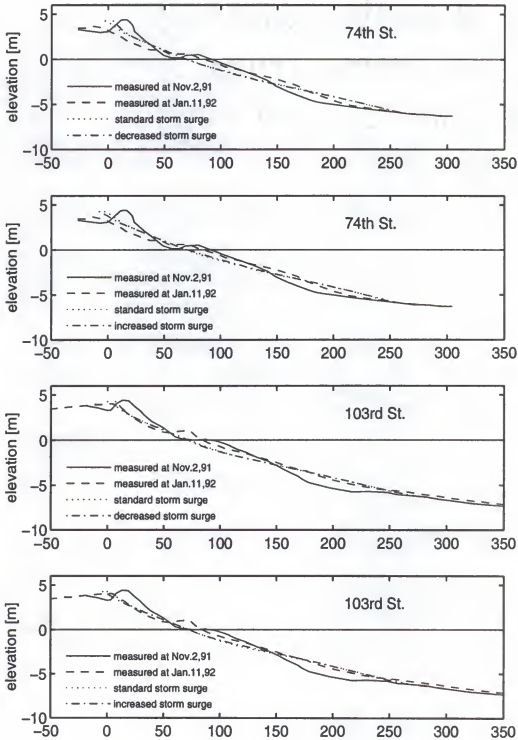 5
0
−5
−10
elevation [m]
74th St.
measured at Nov.2,91
measured at Jan.11,92
standard storm surge
decreased storm surge
−50 0 50 100 150 200 250 300 350
5
0
−5
−10
elevation [m]
74th St.
measured at Nov.2,91
measured at Jan.11,92
standard storm surge
increased storm surge
−50 0 50 100 150 200 250 300 350
5
0
−5
−10
elevation [m]
103rd St.
measured at Nov.2,91
measured at Jan.11,92
standard storm surge
decreased storm surge
−50 0 50 100 150 200 250 300 350
5
0
−5
−10
elevation [m]
103rd St.
measured at Nov.2,91
measured at Jan.11,92
standard storm surge
increased storm surge
−50 0 50 100 150 200 250 300 350